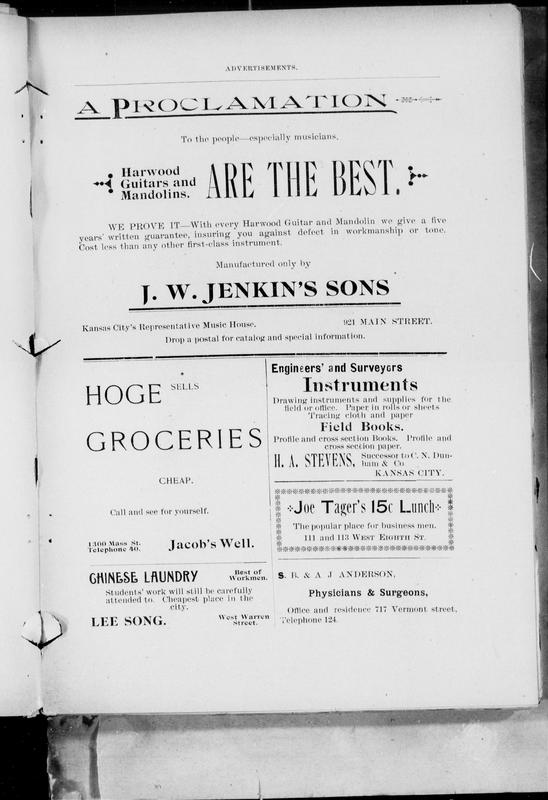 ADVERTISEMENTS.
A PROCLAMATION
To the people—especially musicians,
Harwood
Guitars and
Mandolins.
ARE THE BEST.
WE PROVE IT—With every Harwood Guitar and Mandolin we give a five
years' written guarantee, insuring you against defect in workmanship or tone.
Cost less than any other first-class instrument.
Manufactured only by
J. W. JENKIN'S SONS
Kansas City's Representative Music House. 921 MAIN STREET.
Drop a postal for catalog and special information.
HOGE SELLS
GROCERIES
CHEAP.
Call and see for yourself.
1300 Mass St.
Telephone 40.
Jacob's Well.
CHINESE LAUNDRY
Best of
Workmen.
Students' work will still be carefully
attended to. Cheapest place in the
city.
LEE SONG.
West Warren
Street.
Engineers' and Surveyors
Instruments
Drawing instruments and supplies for the
field or office. Paper in rolls or sheets
Tracing cloth and paper
Field Books.
Profile and cross section Books. Profile and
cross section paper.
H. A. STEVENS,
Successor to C. N. Dun-
ham & Co
KANSAS CITY.
Joe Tager's 15c Lunch
The popular place for business men.
111 and 113 WEST EIGHTH ST.
S. B. & A. J ANDERSON,
Physicians & Surgeons,
Office and residence 717 Vermont street,
Telephone 124.